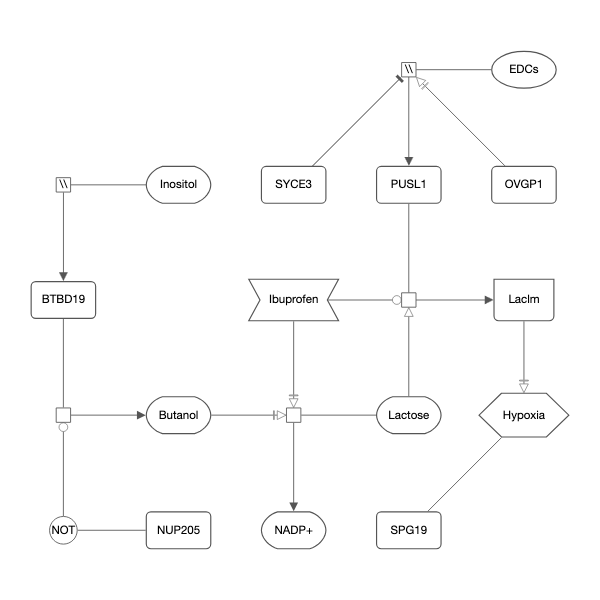 \\
EDCs
\\
Inositol
SYCE3
PUSL1
OVGP1
BTBD19
Ibuprofen
LacIm
Butanol
Lactose
Hypoxia
NOT
NUP205
NADP+
SPG19